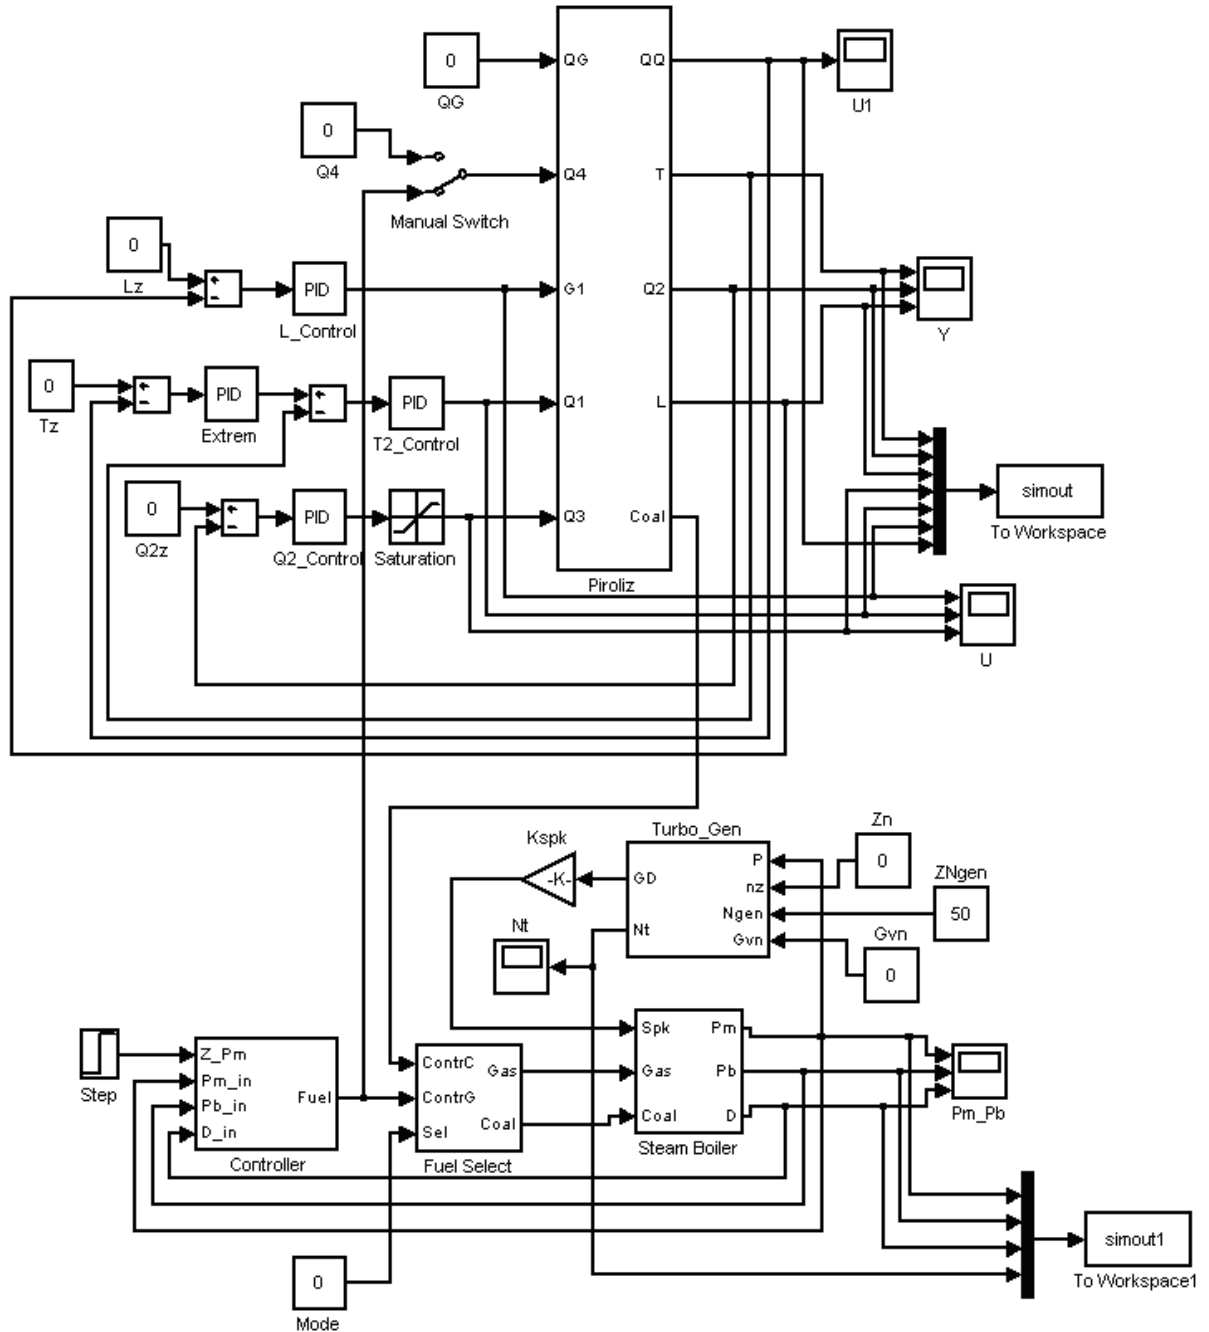 0
QG
QG
QQ
U1
0
Q4
Q4
T
Manual Switch
0
Lz
+
−
PID
L_Control
G1
Q2
Y
0
Tz
+
−
PID
Extrem
+
−
PID
T2_Control
Q1
L
0
Q2z
+
−
PID
Q2_Control
Saturation
Q3
Coal
Piroliz
simout
To Workspace
U
Kspk
-K-
Turbo_Gen
GD
Nt
P
nz
Ngen
Gvn
Zn
0
ZNgen
50
Gvn
0
Nt
Step
Z_Pm
Pm_in
Pb_in
D_in
Fuel
Controller
ContrC
ContrG
Sel
Gas
Coal
Fuel Select
Spk
Gas
Coal
Pm
Pb
D
Steam Boiler
Pm_Pb
simout1
To Workspace1
0
Mode